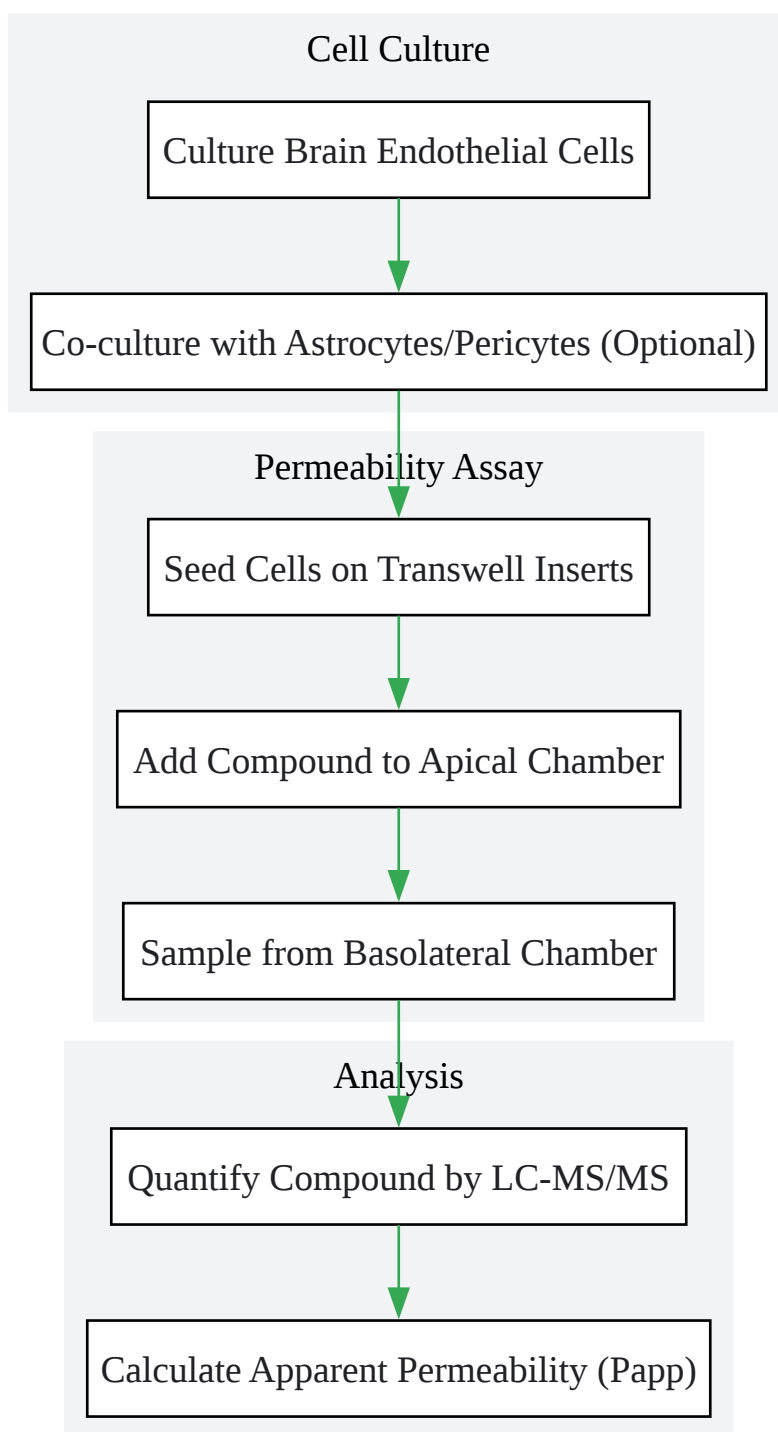 Cell Culture
Culture Brain Endothelial Cells
Co-culture with Astrocytes/Pericytes (Optional)
Permeability Assay
Seed Cells on Transwell Inserts
Add Compound to Apical Chamber
Sample from Basolateral Chamber
Analysis
Quantify Compound by LC-MS/MS
Calculate Apparent Permeability (Papp)